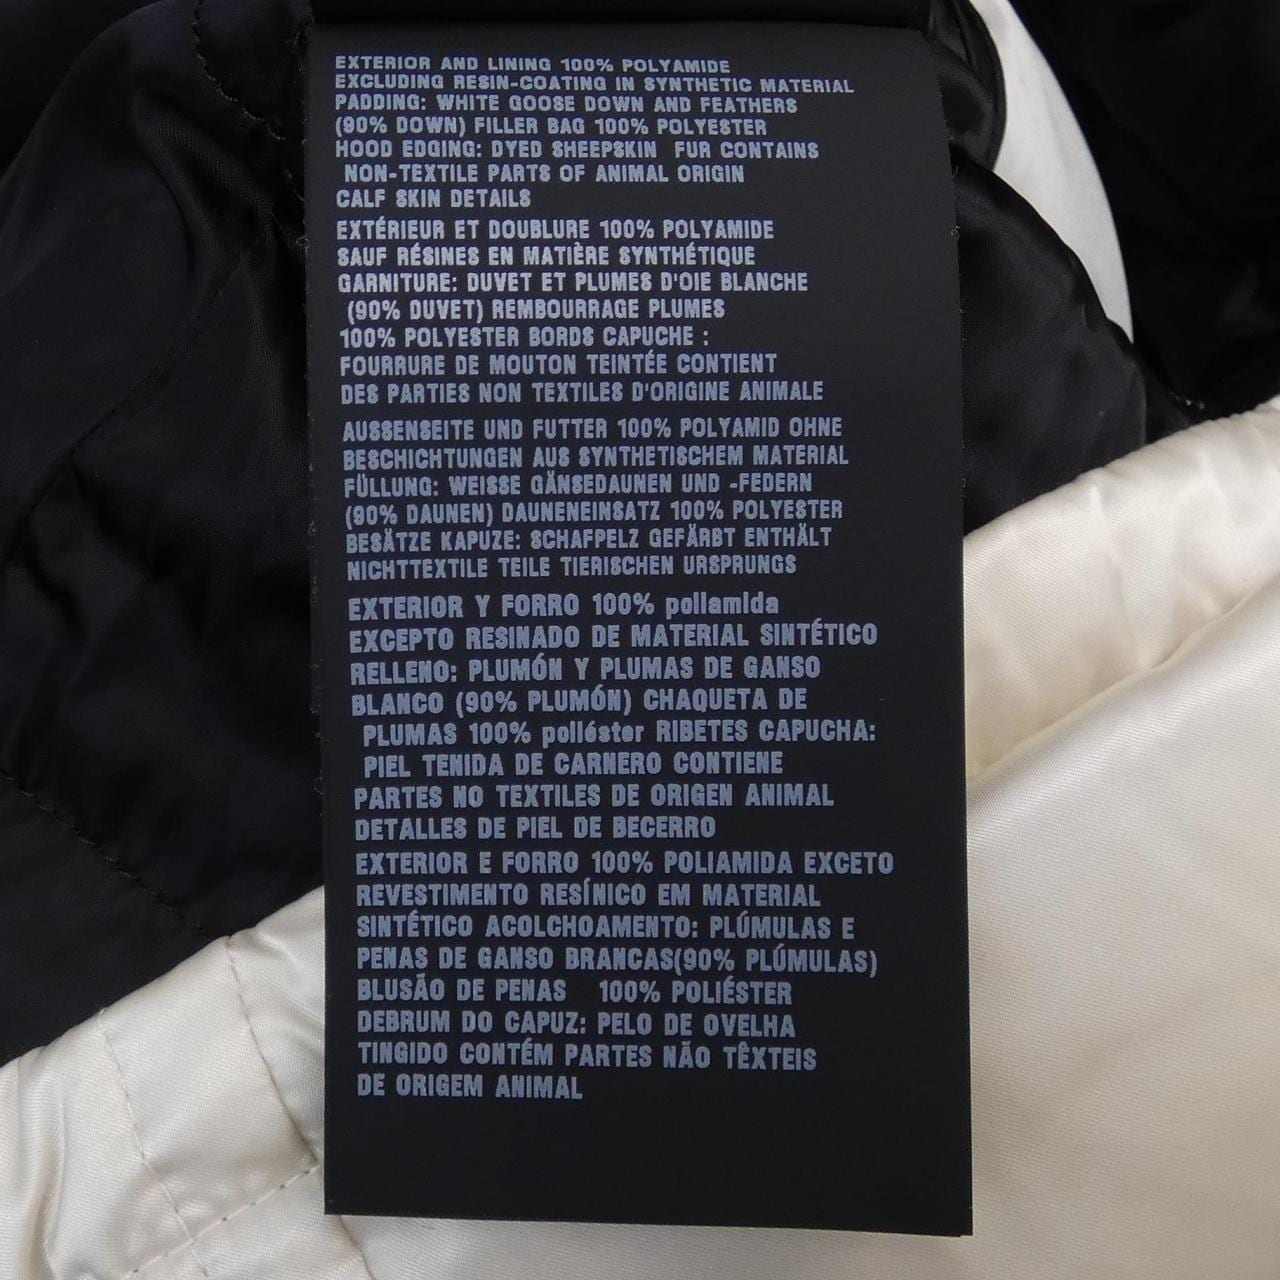 EXTERIOR AND LINING 100% POLYAMIDE
EXCLUDING RESIN-COATING IN SYNTHETIC MATERIAL
PADDING: WHITE GOOSE DOWN AND FEATHERS
(90% DOWN) FILLER BAG 100% POLYESTER
HOOD EDGING: DYED SHEEPSKIN FUR CONTAINS
NON-TEXTILE PARTS OF ANIMAL ORIGIN
CALF SKIN DETAILS
EXTÉRIEUR ET DOUBLURE 100% POLYAMIDE
SAUF RÉSINES EN MATIÈRE SYNTHÉTIQUE
GARNITURE: DUVET ET PLUMES D'OIE BLANCHE
(90% DUVET) REMBOURRAGE PLUMES
100% POLYESTER BORDS CAPUCHE :
FOURRURE DE MOUTON TEINTÉE CONTIENT
DES PARTIES NON TEXTILES D'ORIGINE ANIMALE
AUSSENSEITE UND FUTTER 100% POLYAMID OHNE
BESCHICHTUNGEN AUS SYNTHETISCHEM MATERIAL
FÜLLUNG: WEISSE GÄNSEDAUNEN UND -FEDERN
(90% DAUNEN) DAUNENEINSATZ 100% POLYESTER
BESÄTZE KAPUZE: SCHAFPELZ GEFÄRBT ENTHÄLT
NICHTTEXTILE TEILE TIERISCHEN URSPRUNGS
EXTERIOR Y FORRO 100% poliamida
EXCEPTO RESINADO DE MATERIAL SINTÉTICO
RELLENO: PLUMÓN Y PLUMAS DE GANSO
BLANCO (90% PLUMÓN) CHAQUETA DE
PLUMAS 100% poliéster RIBETES CAPUCHA:
PIEL TENIDA DE CARNERO CONTIENE
PARTES NO TEXTILES DE ORIGEN ANIMAL
DETALLES DE PIEL DE BECERRO
EXTERIOR E FORRO 100% POLIAMIDA EXCETO
REVESTIMENTO RESÍNICO EM MATERIAL
SINTÉTICO ACOLCHOAMENTO: PLÚMULAS E
PENAS DE GANSO BRANCAS(90% PLÚMULAS)
BLUSÃO DE PENAS 100% POLIÉSTER
DEBRUM DO CAPUZ: PELO DE OVELHA
TINGIDO CONTÉM PARTES NÃO TÊXTEIS
DE ORIGEM ANIMAL